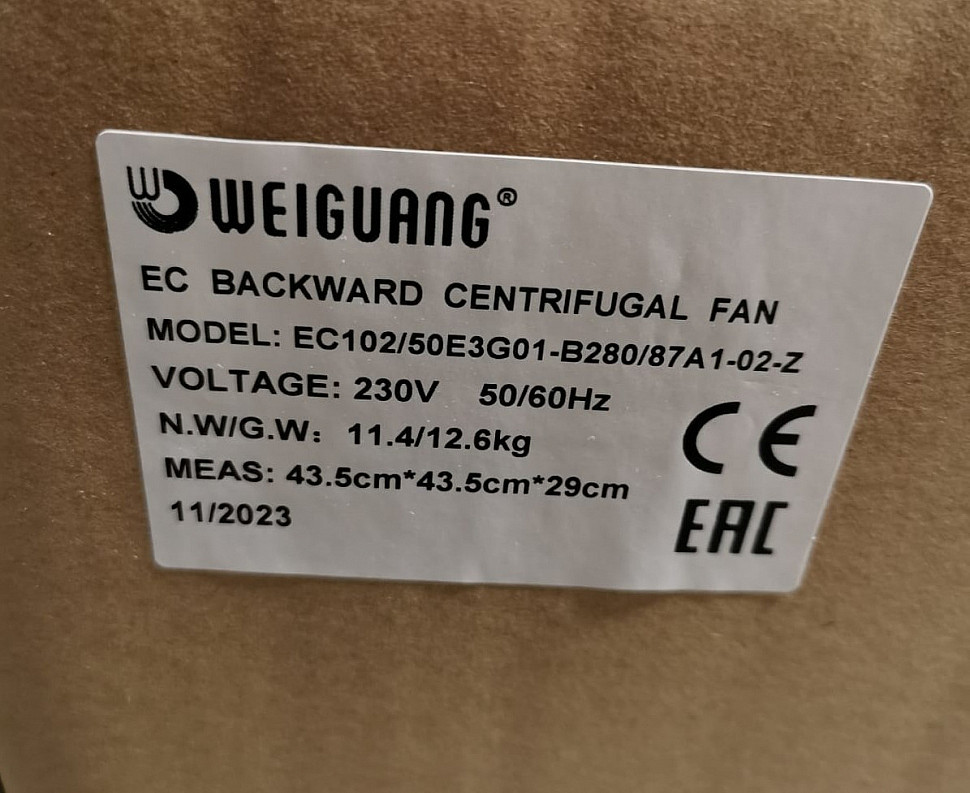 WEIGUANG®
EC BACKWARD CENTRIFUGAL FAN
MODEL: EC102/50E3G01-B280/87A1-02-Z
VOLTAGE: 230V 50/60Hz
N.W/G.W: 11.4/12.6kg
MEAS: 43.5cm*43.5cm*29cm
11/2023
CE
EAC